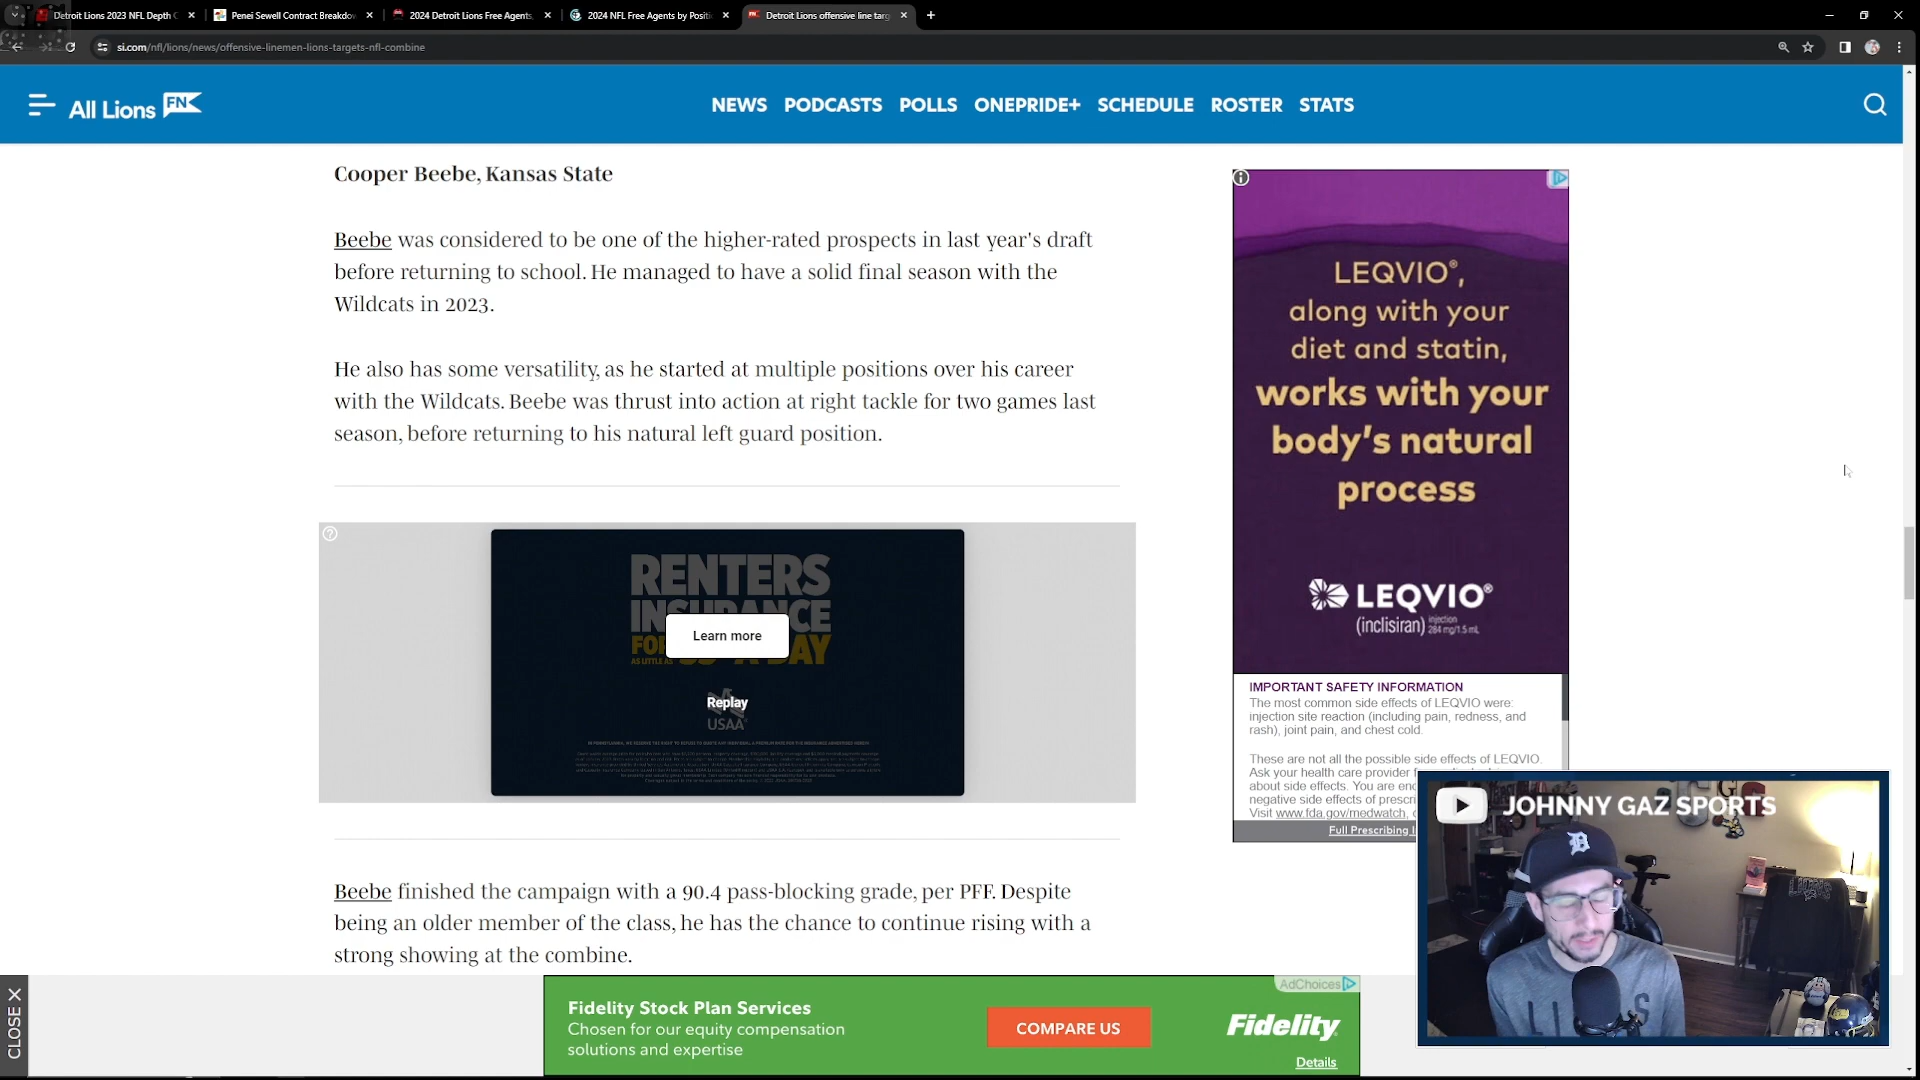 Detroit Lions 2023 NFL Depth C
Penei Sewell Contract Breakdow
2024 Detroit Lions Free Agents,
2024 NFL Free Agents by Positi
Detroit Lions offensive line targ
si.com/nfl/lions/news/offensive-linemen-lions-targets-nfl-combine
All Lions FN
NEWS PODCASTS POLLS ONEPRIDE+ SCHEDULE ROSTER STATS
Cooper Beebe, Kansas State
Beebe was considered to be one of the higher-rated prospects in last year's draft
before returning to school. He managed to have a solid final season with the
Wildcats in 2023.
He also has some versatility, as he started at multiple positions over his career
with the Wildcats. Beebe was thrust into action at right tackle for two games last
season, before returning to his natural left guard position.
RENTERS
INSURANCE
FOR
AS LITTLE AS
A DAY
Learn more
Replay
USAA
Beebe finished the campaign with a 90.4 pass-blocking grade, per PFF. Despite
being an older member of the class, he has the chance to continue rising with a
strong showing at the combine.
LEQVIO®,
along with your
diet and statin,
works with your
body's natural
process
LEQVIO®
(inclisiran) injection
284 mg/1.5 mL
IMPORTANT SAFETY INFORMATION
The most common side effects of LEQVIO were:
injection site reaction (including pain, redness, and
rash), joint pain, and chest cold.
These are not all the possible side effects of LEQVIO.
Ask your health care provider f
about side effects. You are enc
negative side effects of prescri
Visit www.fda.gov/medwatch, c
Full Prescribing I
JOHNNY GAZ SPORTS
LIONS
LIONS
CLOSE
Fidelity Stock Plan Services
Chosen for our equity compensation
solutions and expertise
COMPARE US
AdChoices
Fidelity
Details